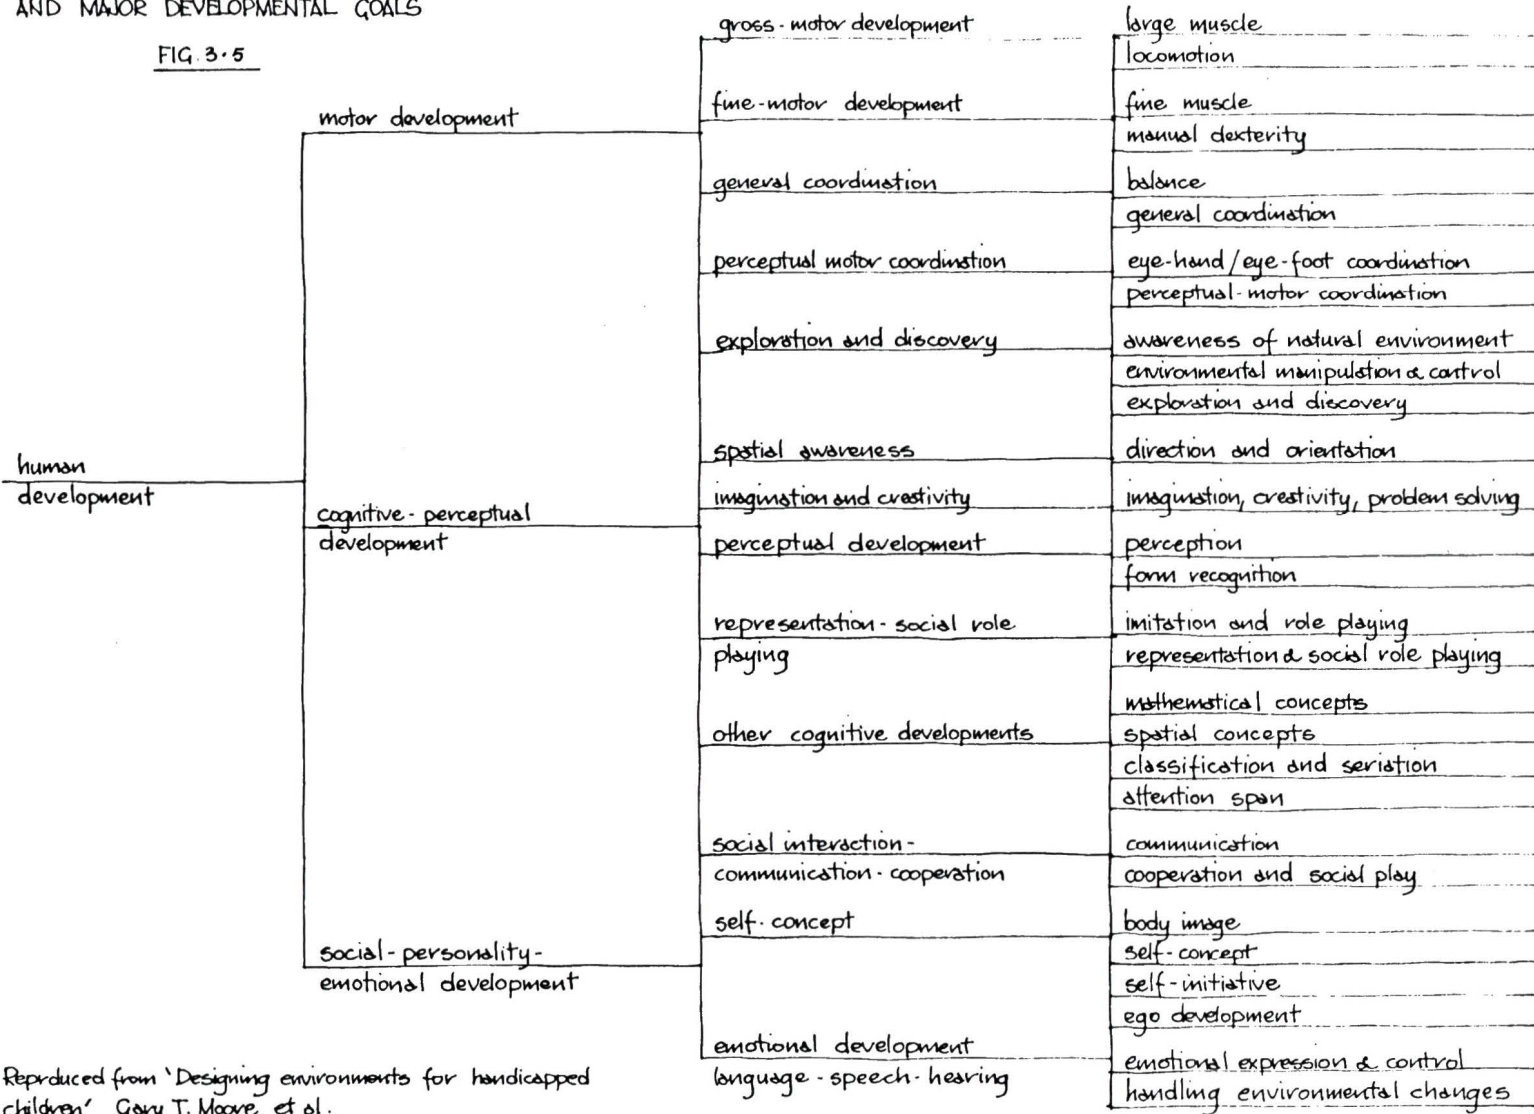 AND MAJOR DEVELOPMENTAL GOALS
FIG. 3.5
human
development
motor development
cognitive-perceptual
development
social-personality-
emotional development
gross-motor development
fine-motor development
general coordination
perceptual motor coordination
exploration and discovery
spatial awareness
imagination and creativity
perceptual development
representation-social role
playing
other cognitive developments
social interaction-
communication-cooperation
self-concept
emotional development
language-speech-hearing
large muscle
locomotion
fine muscle
manual dexterity
balance
general coordination
eye-hand/eye-foot coordination
perceptual-motor coordination
awareness of natural environment
environmental manipulation & control
exploration and discovery
direction and orientation
imagination, creativity, problem solving
perception
form recognition
imitation and role playing
representation & social role playing
mathematical concepts
spatial concepts
classification and seriation
attention span
communication
cooperation and social play
body image
self-concept
self-initiative
ego development
emotional expression & control
handling environmental changes
Reprduced from 'Designing environments for handicapped
children' Gary T. Moore et al.